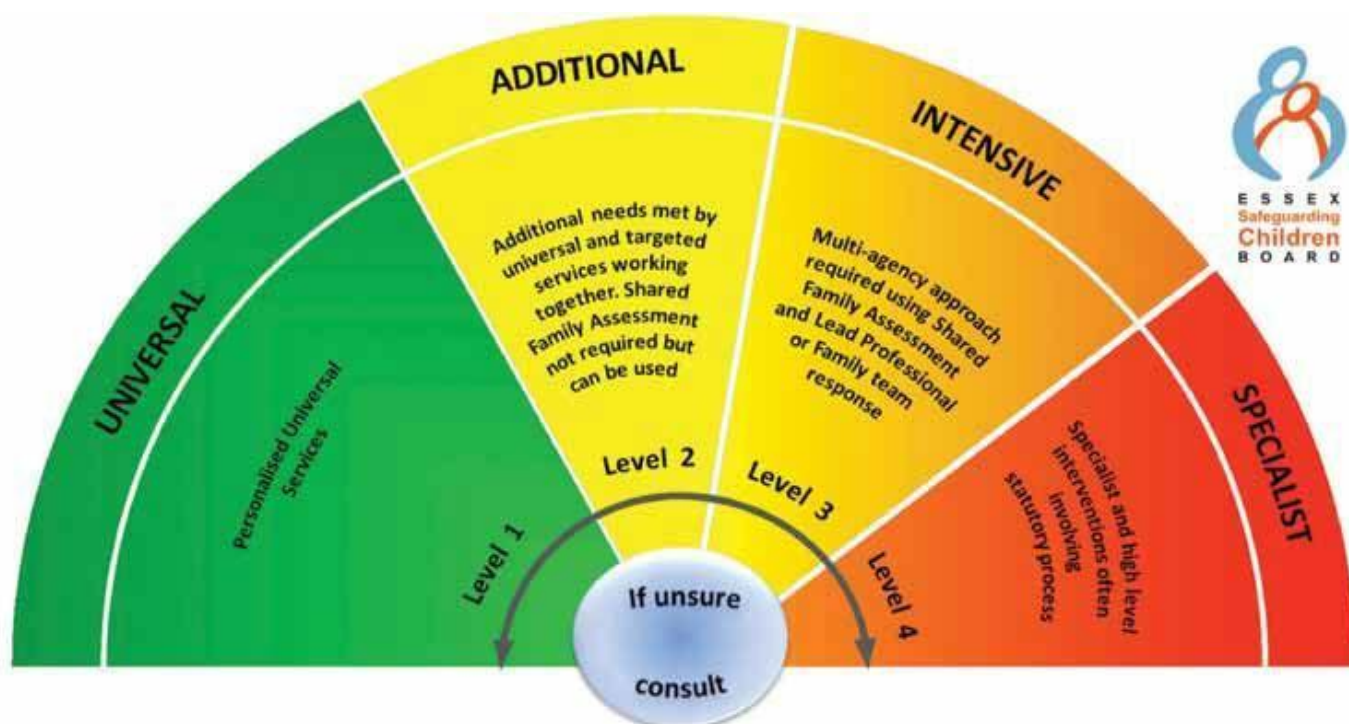 UNIVERSAL
Personalised Universal
Services
Level 1
ADDITIONAL
Additional needs met by
universal and targeted
services working
together. Shared
Family Assessment
not required but
can be used
Level 2
INTENSIVE
Multi-agency approach
required using Shared
Family Assessment
and Lead Professional
or Family team
response
Level 3
SPECIALIST
Specialist and high level
interventions often
involving
statutory process
Level 4
If unsure
consult
ESSEX
Safeguarding
Children
BOARD